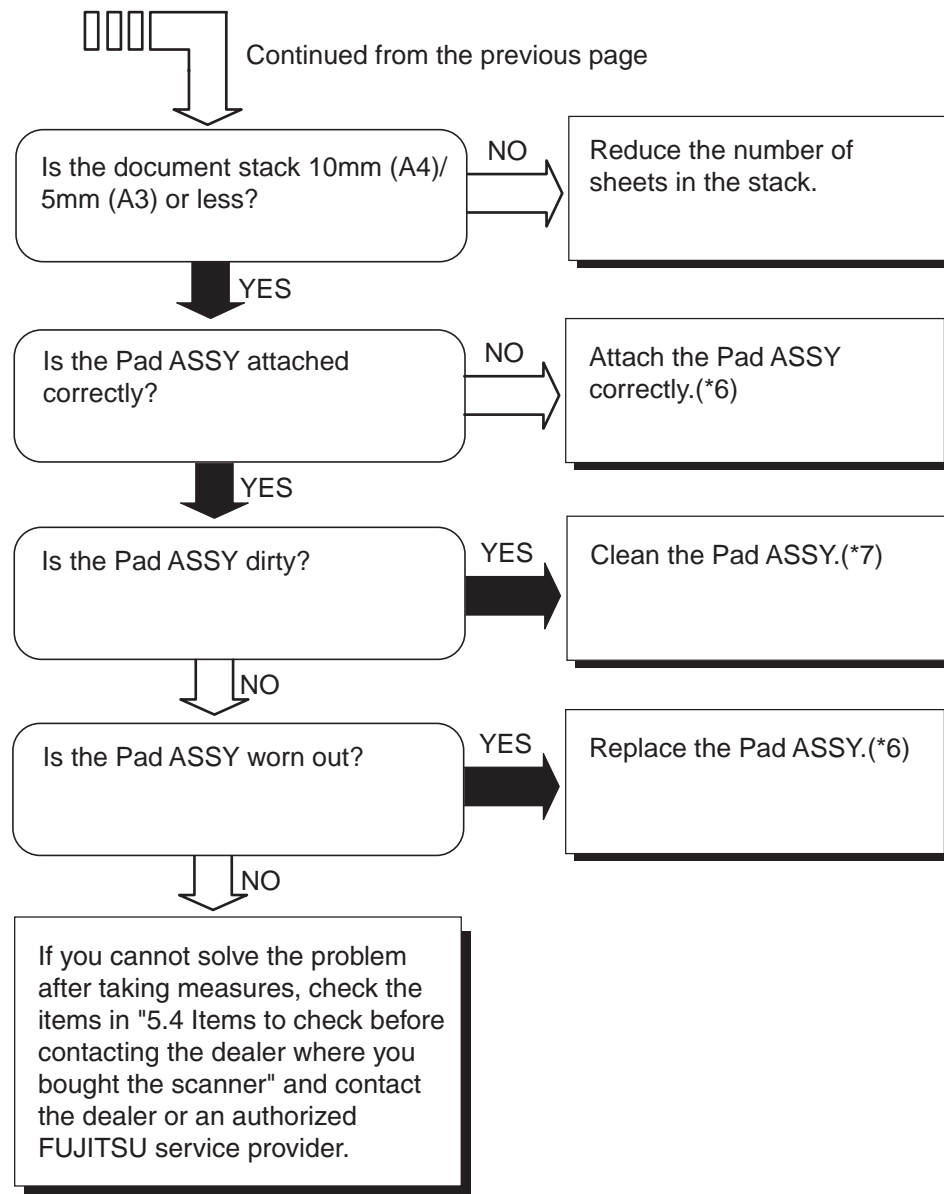 Continued from the previous page
Is the document stack 10mm (A4)/
5mm (A3) or less?
NO
Reduce the number of
sheets in the stack.
YES
Is the Pad ASSY attached
correctly?
NO
Attach the Pad ASSY
correctly.(*6)
YES
Is the Pad ASSY dirty?
YES
Clean the Pad ASSY.(*7)
NO
Is the Pad ASSY worn out?
YES
Replace the Pad ASSY.(*6)
NO
If you cannot solve the problem
after taking measures, check the
items in "5.4 Items to check before
contacting the dealer where you
bought the scanner" and contact
the dealer or an authorized
FUJITSU service provider.